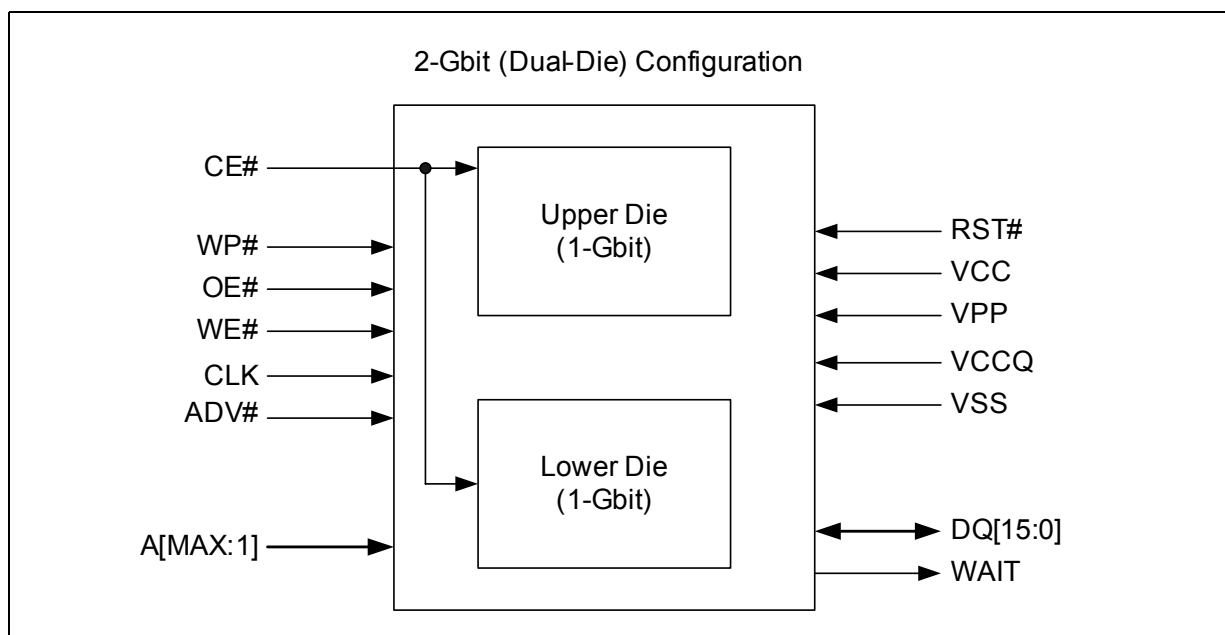 2-Gbit (Dual-Die) Configuration
CE#
WP#
OE#
WE#
CLK
ADV#
A[MAX:1]
Upper Die
(1-Gbit)
Lower Die
(1-Gbit)
RST#
VCC
VPP
VCCQ
VSS
DQ[15:0]
WAIT